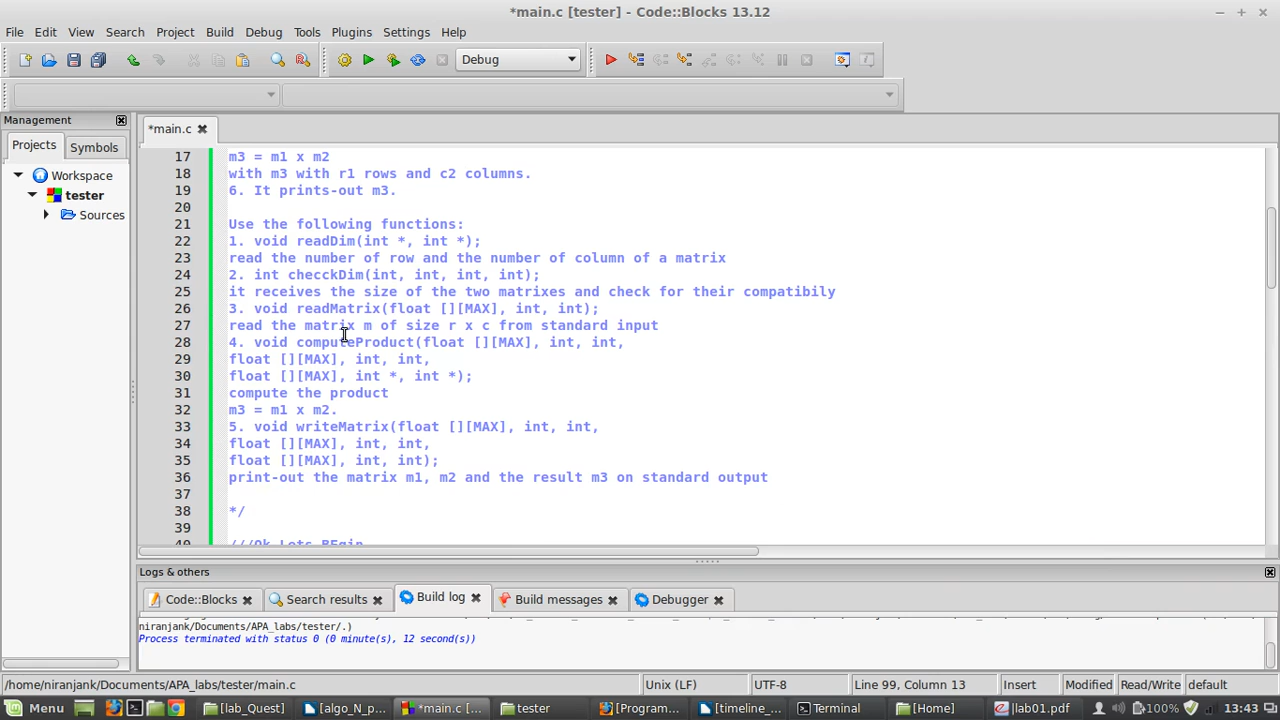 *main.c [tester] - Code::Blocks 13.12
File Edit View Search Project Build Debug Tools Plugins Settings Help
Debug
Management
Projects Symbols
Workspace
tester
Sources
*main.c
17 m3 = m1 x m2
18 with m3 with r1 rows and c2 columns.
19 6. It prints-out m3.
20
21 Use the following functions:
22 1. void readDim(int *, int *);
23 read the number of row and the number of column of a matrix
24 2. int checckDim(int, int, int, int);
25 it receives the size of the two matrixes and check for their compatibily
26 3. void readMatrix(float [][MAX], int, int);
27 read the matrix m of size r x c from standard input
28 4. void computeProduct(float [][MAX], int, int,
29 float [][MAX], int, int,
30 float [][MAX], int *, int *);
31 compute the product
32 m3 = m1 x m2.
33 5. void writeMatrix(float [][MAX], int, int,
34 float [][MAX], int, int,
35 float [][MAX], int, int);
36 print-out the matrix m1, m2 and the result m3 on standard output
37
38 */
39
40 ///Ok Lets BEgin
Logs & others
Code::Blocks Search results Build log Build messages Debugger
niranjank/Documents/APA_labs/tester/.)
Process terminated with status 0 (0 minute(s), 12 second(s))
/home/niranjank/Documents/APA_labs/tester/main.c Unix (LF) UTF-8 Line 99, Column 13 Insert Modified Read/Write default
Menu [lab_Quest] [algo_N_p... *main.c [... tester [Program... [timeline_... Terminal [Home] [lab01.pdf 100% 13:43